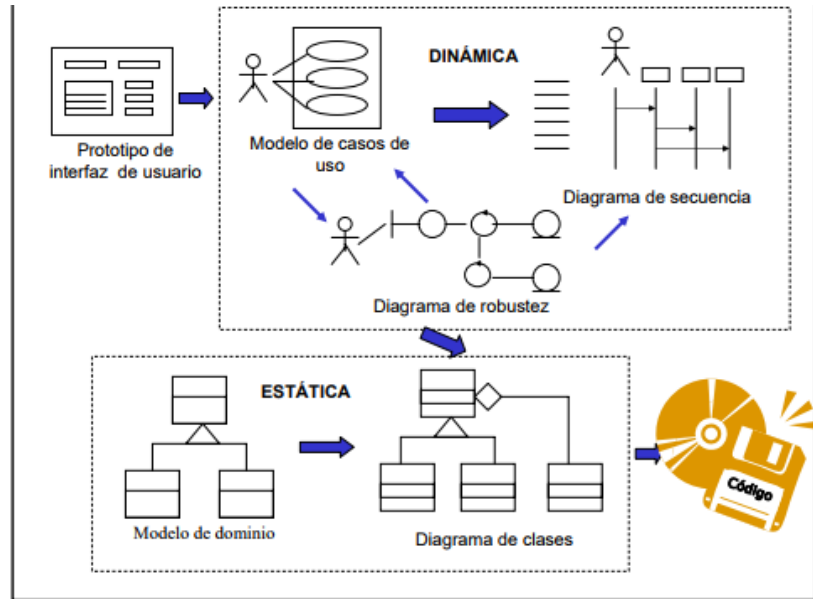 DINÁMICA
Prototipo de
interfaz de usuario
Modelo de casos de
uso
Diagrama de secuencia
Diagrama de robustez
ESTÁTICA
Modelo de dominio
Diagrama de clases
Código